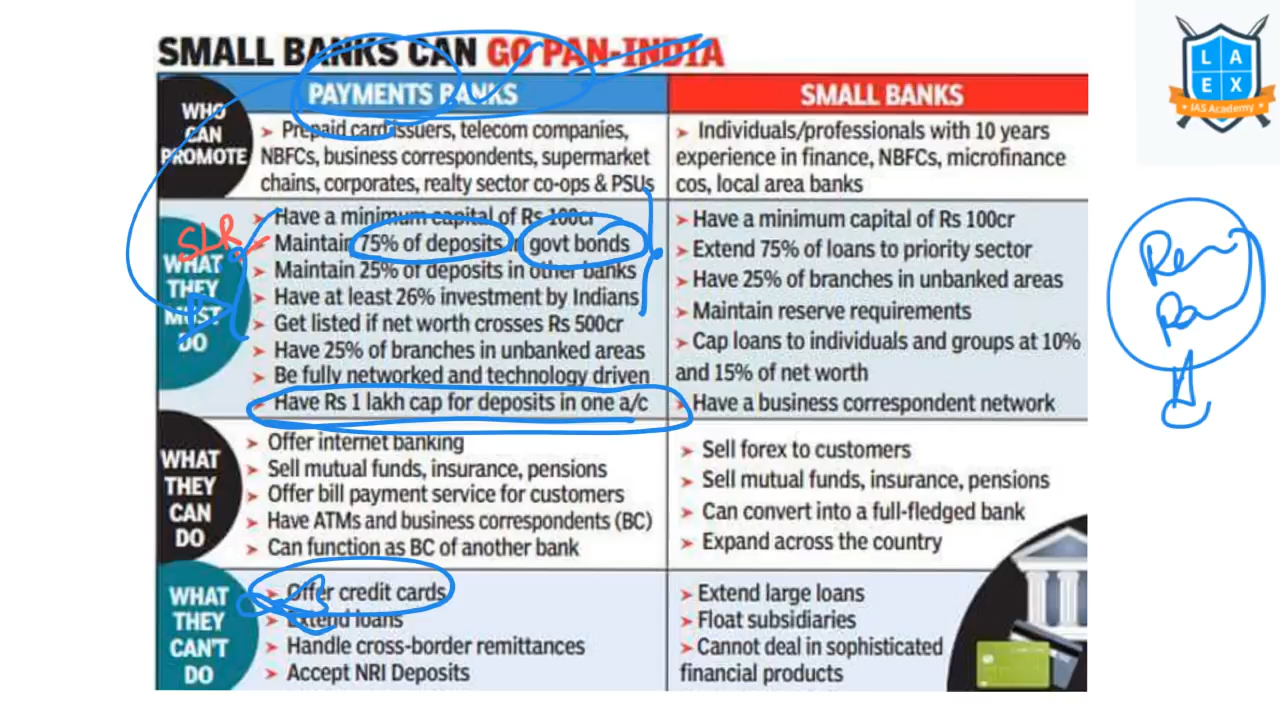 SMALL BANKS CAN GO PAN-INDIA
L A
E X
IAS Academy
WHO
CAN
PROMOTE
PAYMENTS BANKS
➤ Prepaid card issuers, telecom companies,
NBFCs, business correspondents, supermarket
chains, corporates, realty sector co-ops & PSUs
SMALL BANKS
➤ Individuals/professionals with 10 years
experience in finance, NBFCs, microfinance
cos, local area banks
SLR
WHAT
THEY
MUST
DO
➤ Have a minimum capital of Rs 100cr
➤ Maintain 75% of deposits in govt bonds
➤ Maintain 25% of deposits in other banks
➤ Have at least 26% investment by Indians
➤ Get listed if net worth crosses Rs 500cr
➤ Have 25% of branches in unbanked areas
➤ Be fully networked and technology driven
➤ Have Rs 1 lakh cap for deposits in one a/c
➤ Have a minimum capital of Rs 100cr
➤ Extend 75% of loans to priority sector
➤ Have 25% of branches in unbanked areas
➤ Maintain reserve requirements
➤ Cap loans to individuals and groups at 10%
and 15% of net worth
➤ Have a business correspondent network
WHAT
THEY
CAN
DO
➤ Offer internet banking
➤ Sell mutual funds, insurance, pensions
➤ Offer bill payment service for customers
➤ Have ATMs and business correspondents (BC)
➤ Can function as BC of another bank
➤ Sell forex to customers
➤ Sell mutual funds, insurance, pensions
➤ Can convert into a full-fledged bank
➤ Expand across the country
WHAT
THEY
CAN'T
DO
➤ Offer credit cards
➤ Extend loans
➤ Handle cross-border remittances
➤ Accept NRI Deposits
➤ Extend large loans
➤ Float subsidiaries
➤ Cannot deal in sophisticated
financial products